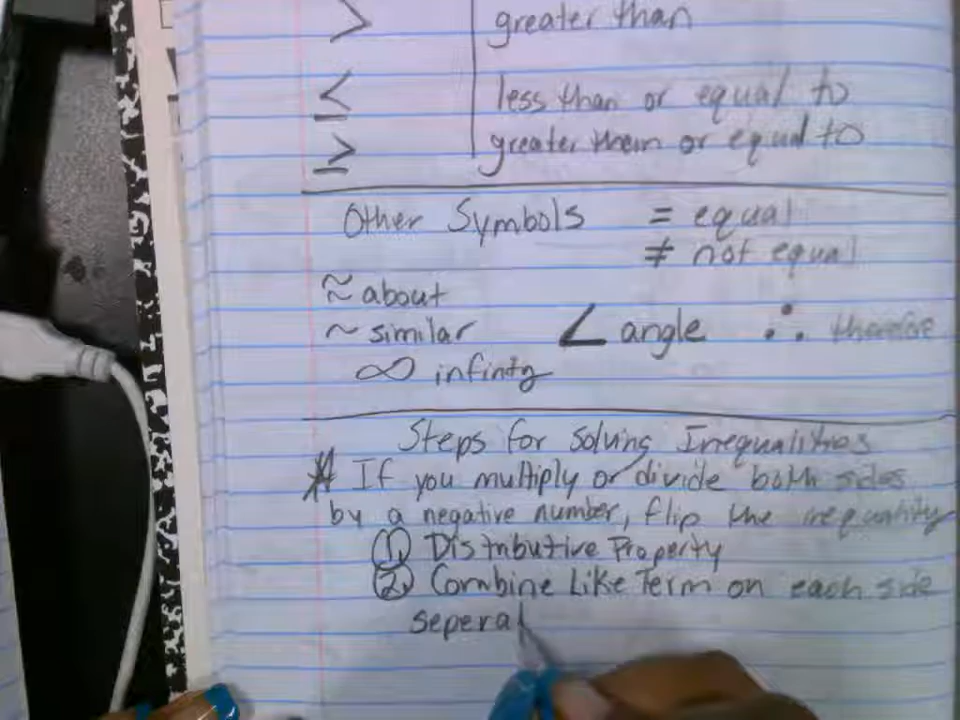 > greater than
≤ less than or equal to
≥ greater them or equal to
Other Symbols = equal
≠ not equal
≈ about
~ similar ∠ angle ∴ therefore
∞ infinty
Steps for solving Inequalities
* If you multiply or divide both sides
by a negative number, flip the inequality
① Distributive Property
② Combine Like Term on each side
seperat